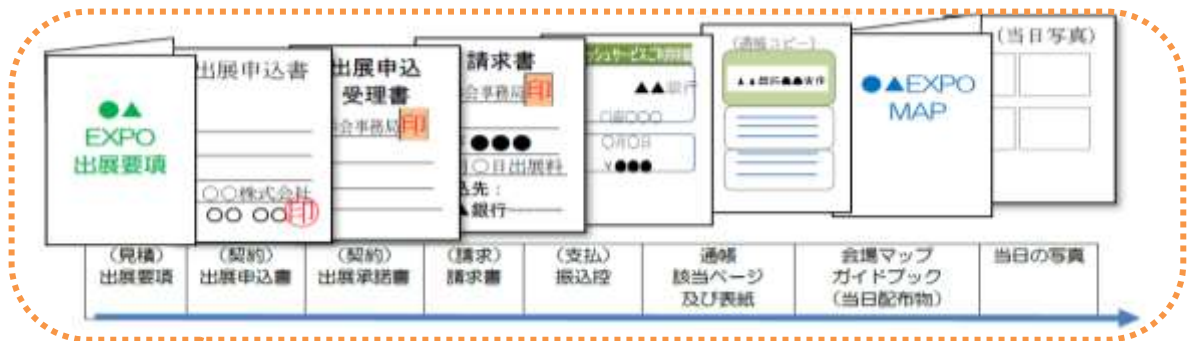 ●▲
EXPO
出展要項
出展申込書
○○株式会社
○○ ○○印
出展申込
受理書
会事務局印
請求書
会事務局印
●●●
月○日出展料
込先：
▲銀行
▲▲銀行
○月○日
￥●●●
(通帳コピー)
●▲EXPO
MAP
(当日写真)
(見積)
出展要項
(契約)
出展申込書
(契約)
出展承諾書
(請求)
請求書
(支払)
振込控
通帳
該当ページ
及び表紙
会場マップ
ガイドブック
(当日配布物)
当日の写真